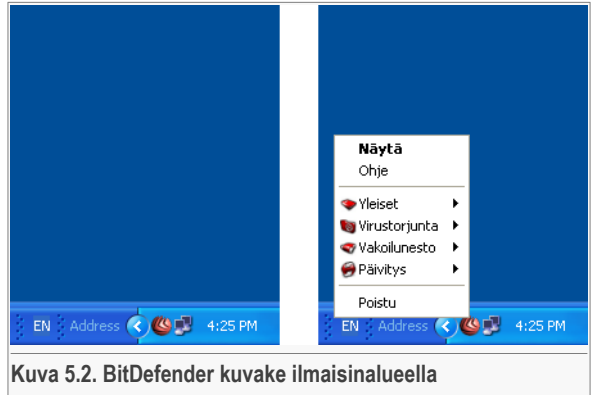 Näytä
Ohje
Yleiset
Virustorjunta
Vakoilunesto
Päivitys
Poistu
EN Address 4:25 PM
EN Address 4:25 PM
Kuva 5.2. BitDefender kuvake ilmaisinalueella